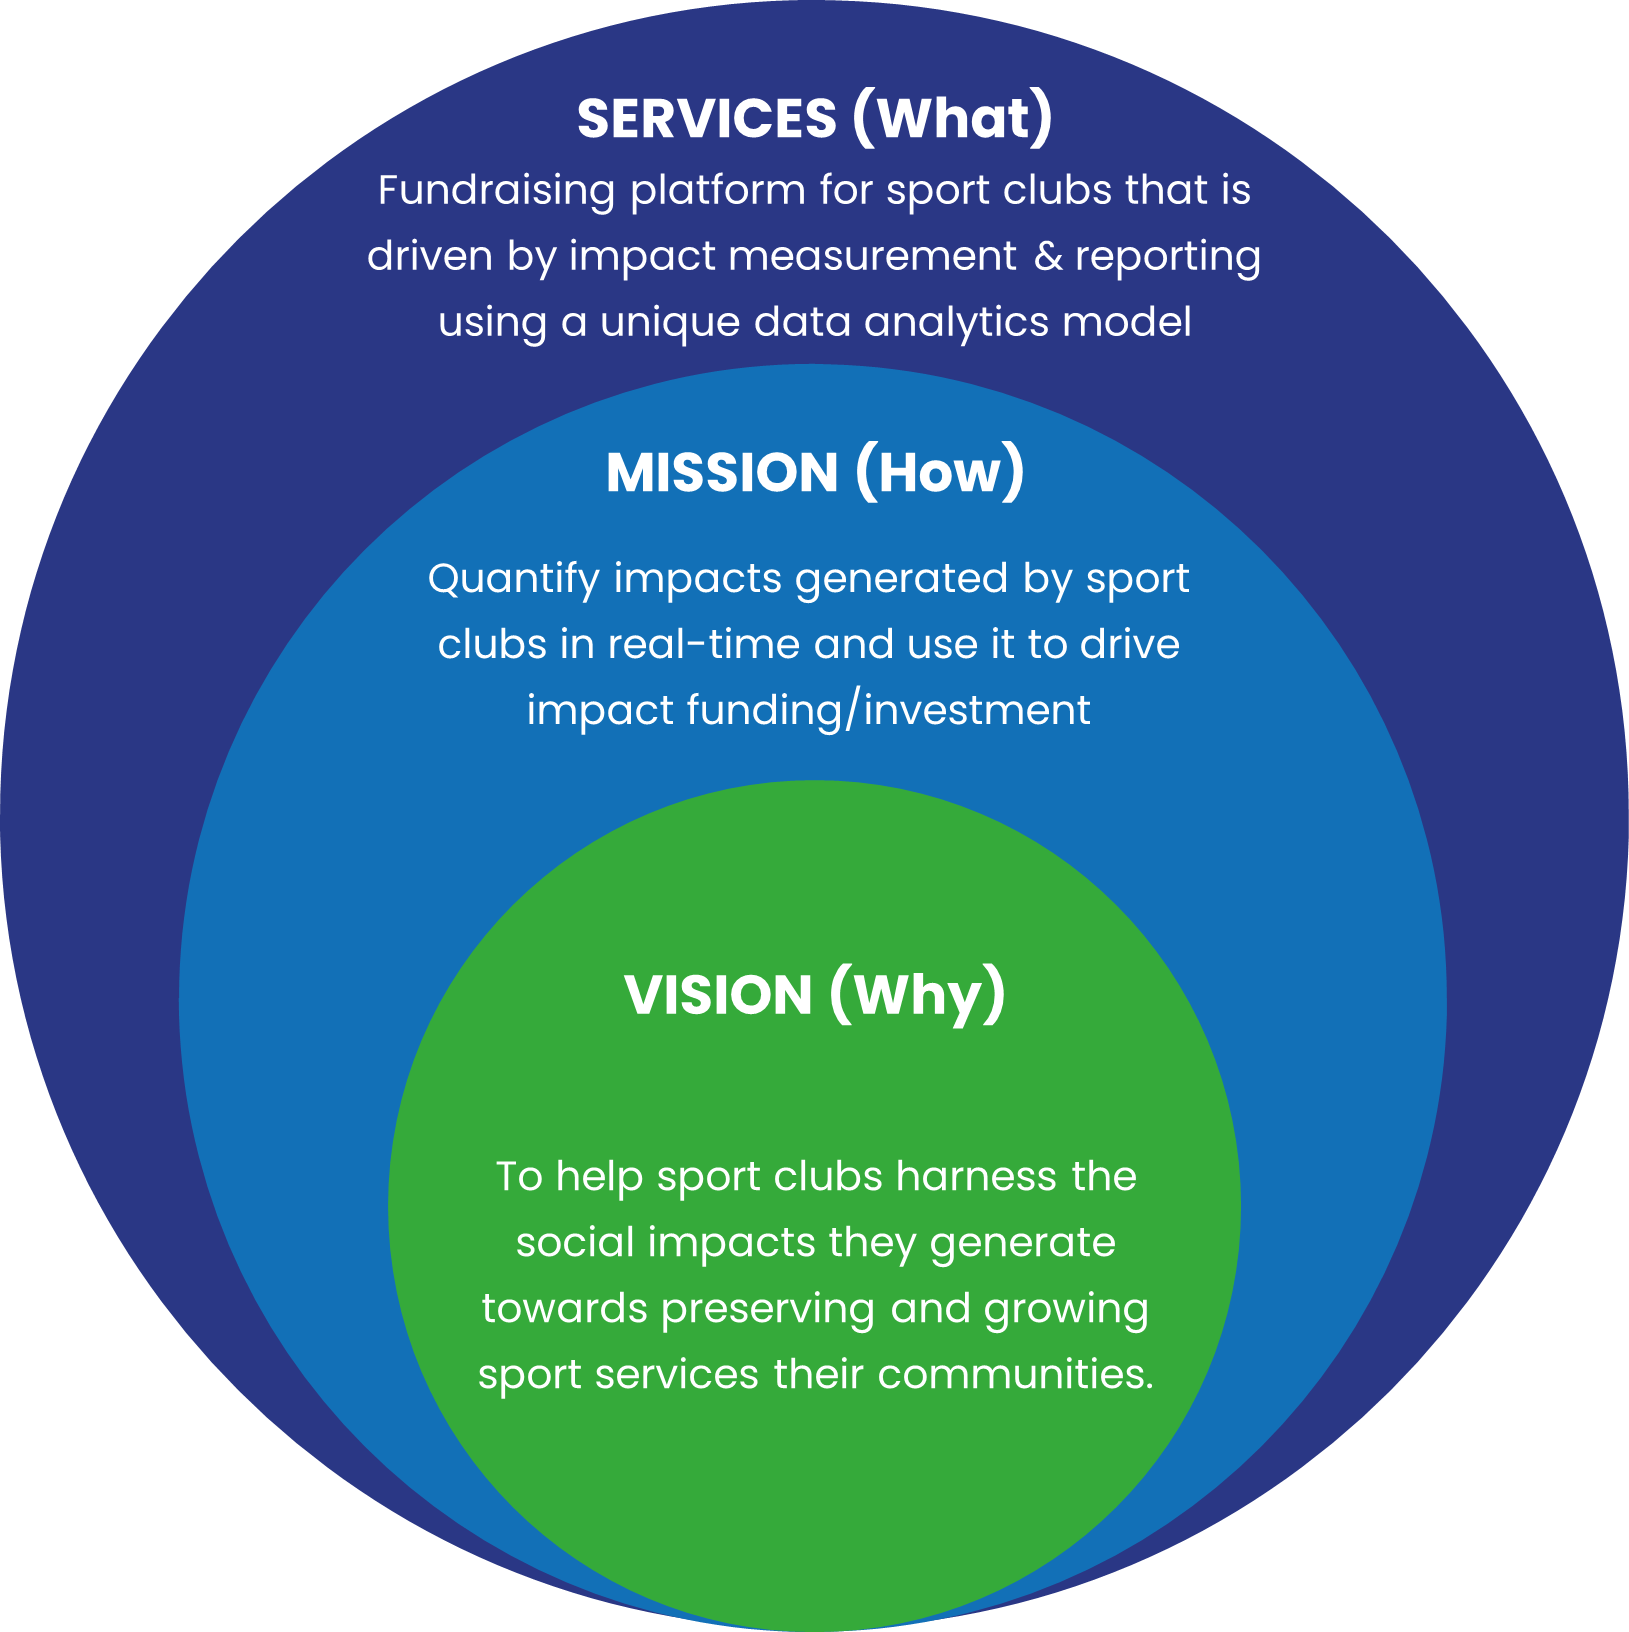 SERVICES (What)
Fundraising platform for sport clubs that is
driven by impact measurement & reporting
using a unique data analytics model
MISSION (How)
Quantify impacts generated by sport
clubs in real-time and use it to drive
impact funding/investment
VISION (Why)
To help sport clubs harness the
social impacts they generate
towards preserving and growing
sport services their communities.